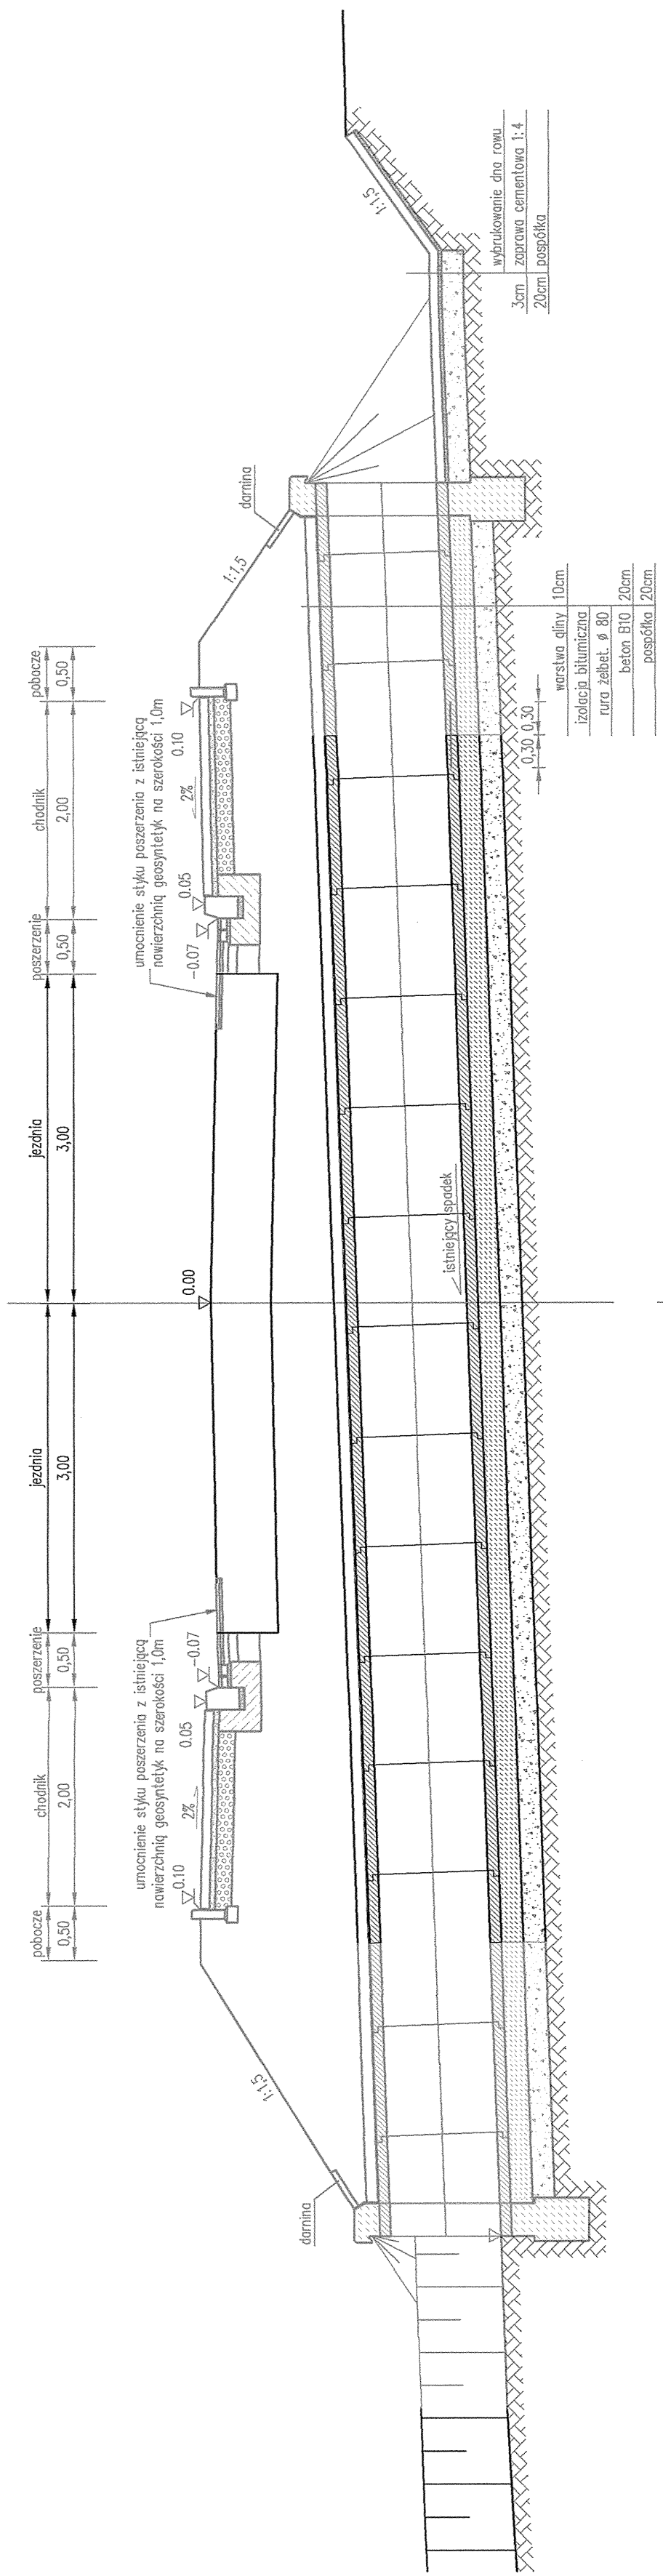 pobocze
0,50
chodnik
2,00
poszerzenie
0,50
jezdnia
3,00
jezdnia
3,00
poszerzenie
0,50
chodnik
2,00
pobocze
0,50
umocnienie styku poszerzenia z istniejącą
nawierzchnią geosyntetyk na szerokości 1,0m
umocnienie styku poszerzenia z istniejącą
nawierzchnią geosyntetyk na szerokości 1,0m
0.10
2%
0.05
-0.07
0.00
-0.07
0.05
2%
0.10
1:1,5
darnina
1:1,5
darnina
1:1,5
istniejący spadek
0,30
0,30
warstwa gliny 10cm
izolacja bitumiczna
rura żelbet. ø 80
beton B10 20cm
pospółka 20cm
wybrukowanie dna rowu
3cm zaprawa cementowa 1:4
20cm pospółka